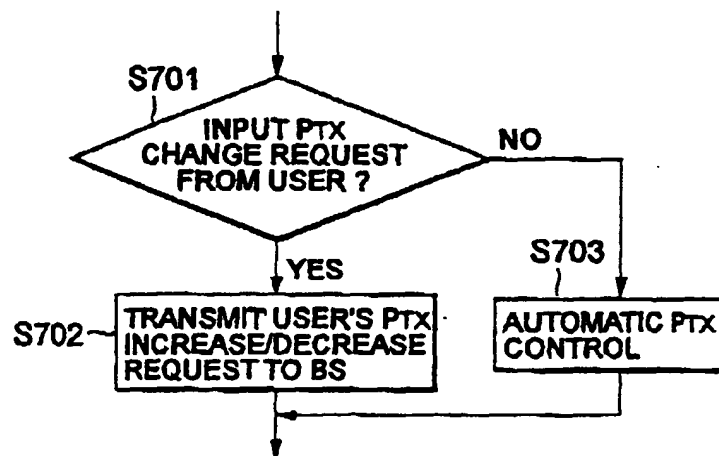 S701
INPUT PTX
CHANGE REQUEST
FROM USER ?
NO
YES
S703
S702
TRANSMIT USER'S PTX
INCREASE/DECREASE
REQUEST TO BS
AUTOMATIC PTX
CONTROL